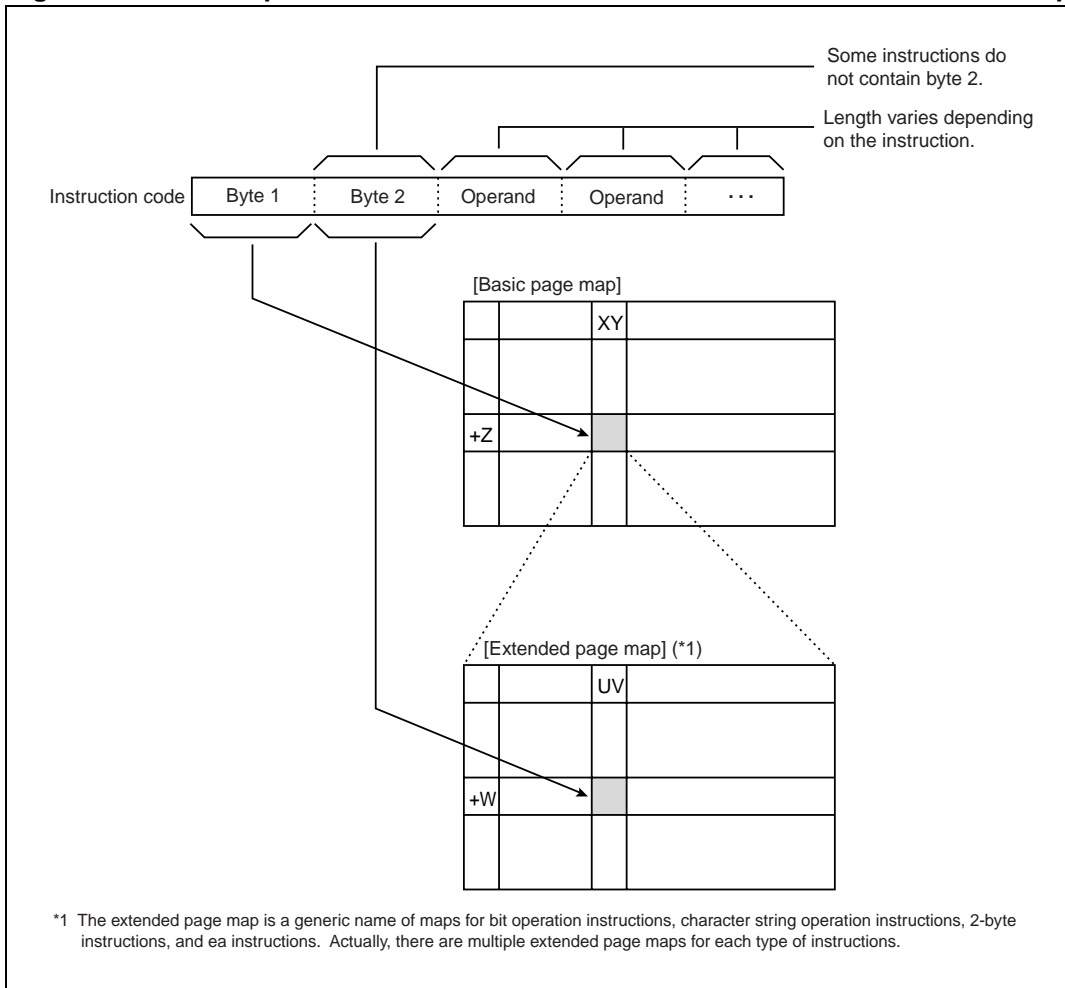 Some instructions do
not contain byte 2.
Length varies depending
on the instruction.
Instruction code Byte 1 Byte 2 Operand Operand ...
[Basic page map]
XY
+Z
[Extended page map] (*1)
UV
+W
*1 The extended page map is a generic name of maps for bit operation instructions, character string operation instructions, 2-byte
instructions, and ea instructions. Actually, there are multiple extended page maps for each type of instructions.